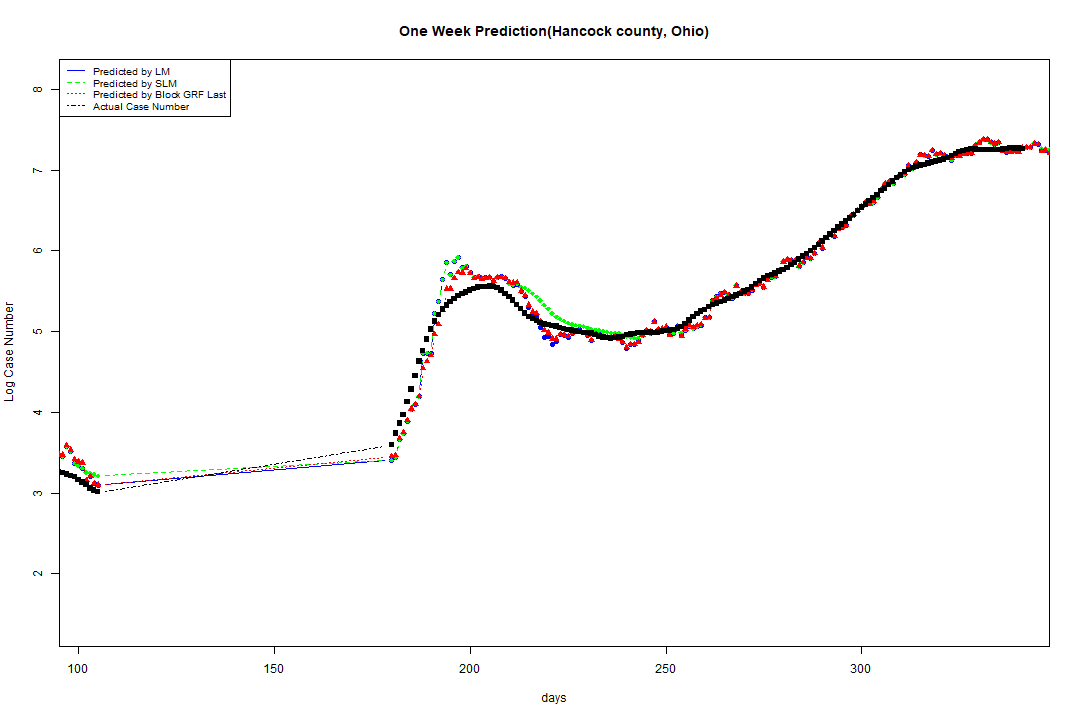 One Week Prediction(Hancock county, Ohio)
Predicted by LM
Predicted by SLM
Predicted by Block GRF Last
Actual Case Number
8
7
6
5
4
3
2
Log Case Number
100 150 200 250 300
days